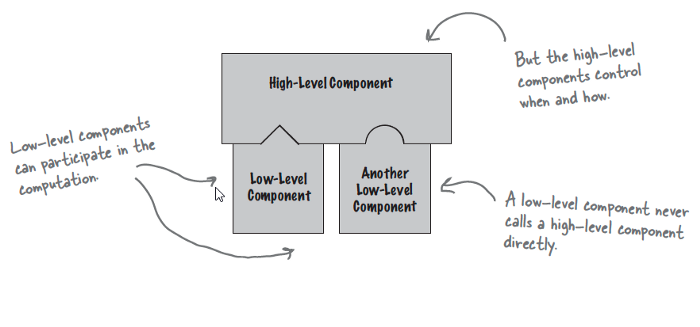 But the high-level
components control
when and how.
High-Level Component
Low-level components
can participate in the
computation.
Low-Level
Component
Another
Low-Level
Component
A low-level component never
calls a high-level component
directly.